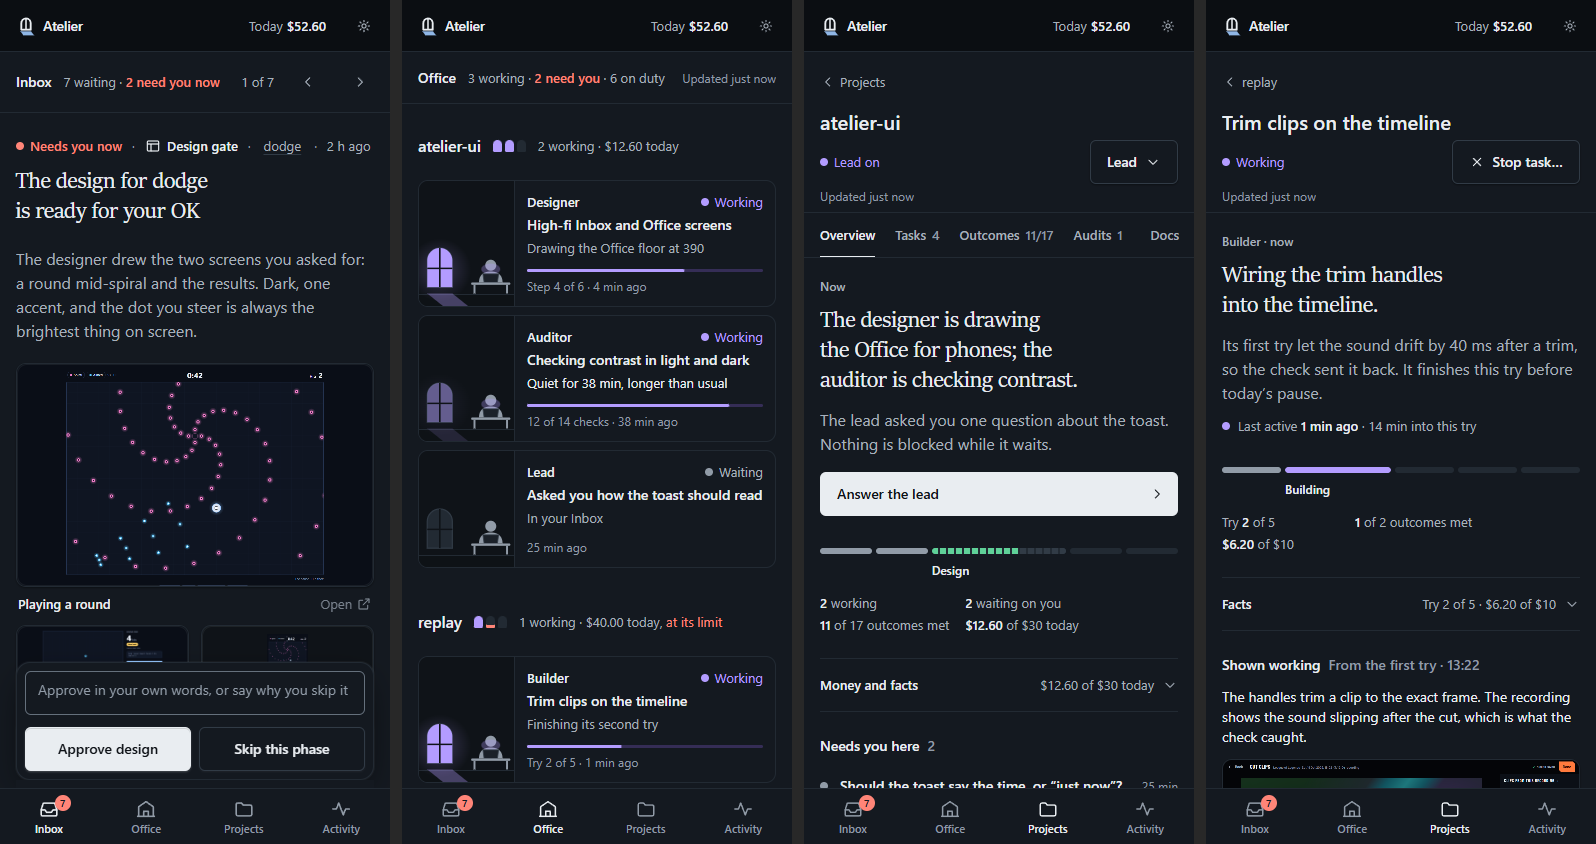 Atelier
Today $52.60
Inbox 7 waiting · 2 need you now 1 of 7
Needs you now · Design gate · dodge · 2 h ago
The design for dodge
is ready for your OK
The designer drew the two screens you asked for:
a round mid-spiral and the results. Dark, one
accent, and the dot you steer is always the
brightest thing on screen.
0:42
2
Playing a round
Open
4
Approve in your own words, or say why you skip it
Approve design
Skip this phase
7
Inbox
Office
Projects
Activity
Atelier
Today $52.60
Office 3 working · 2 need you · 6 on duty Updated just now
atelier-ui 2 working · $12.60 today
Designer
Working
High-fi Inbox and Office screens
Drawing the Office floor at 390
Step 4 of 6 · 4 min ago
Auditor
Working
Checking contrast in light and dark
Quiet for 38 min, longer than usual
12 of 14 checks · 38 min ago
Lead
Waiting
Asked you how the toast should read
In your Inbox
25 min ago
replay 1 working · $40.00 today, at its limit
Builder
Working
Trim clips on the timeline
Finishing its second try
Try 2 of 5 · 1 min ago
7
Inbox
Office
Projects
Activity
Atelier
Today $52.60
Projects
atelier-ui
Lead on
Lead
Updated just now
Overview Tasks 4 Outcomes 11/17 Audits 1 Docs
Now
The designer is drawing
the Office for phones; the
auditor is checking contrast.
The lead asked you one question about the toast.
Nothing is blocked while it waits.
Answer the lead
Design
2 working
2 waiting on you
11 of 17 outcomes met
$12.60 of $30 today
Money and facts
$12.60 of $30 today
Needs you here 2
Should the toast say the time, or “just now”? 25 min
7
Inbox
Office
Projects
Activity
Atelier
Today $52.60
replay
Trim clips on the timeline
Working
Stop task...
Updated just now
Builder · now
Wiring the trim handles
into the timeline.
Its first try let the sound drift by 40 ms after a trim,
so the check sent it back. It finishes this try before
today’s pause.
Last active 1 min ago · 14 min into this try
Building
Try 2 of 5
1 of 2 outcomes met
$6.20 of $10
Facts
Try 2 of 5 · $6.20 of $10
Shown working From the first try · 13:22
The handles trim a clip to the exact frame. The recording
shows the sound slipping after the cut, which is what the
check caught.
CUT CLIPS
7
Inbox
Office
Projects
Activity